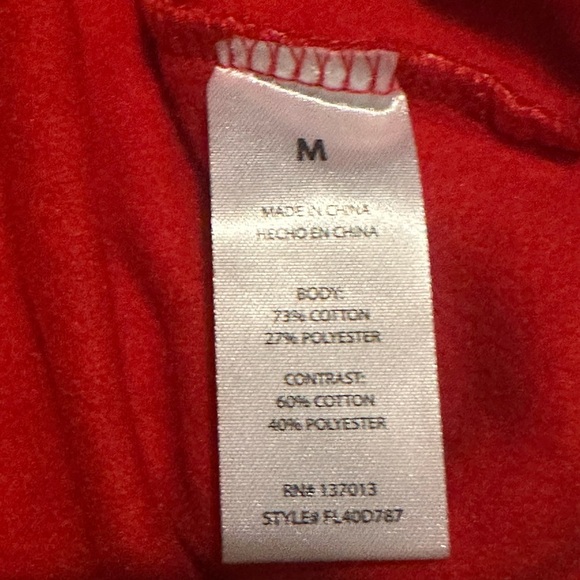 M
MADE IN CHINA
HECHO EN CHINA
BODY:
73% COTTON
27% POLYESTER
CONTRAST:
60% COTTON
40% POLYESTER
RN# 137013
STYLE# FL40D787